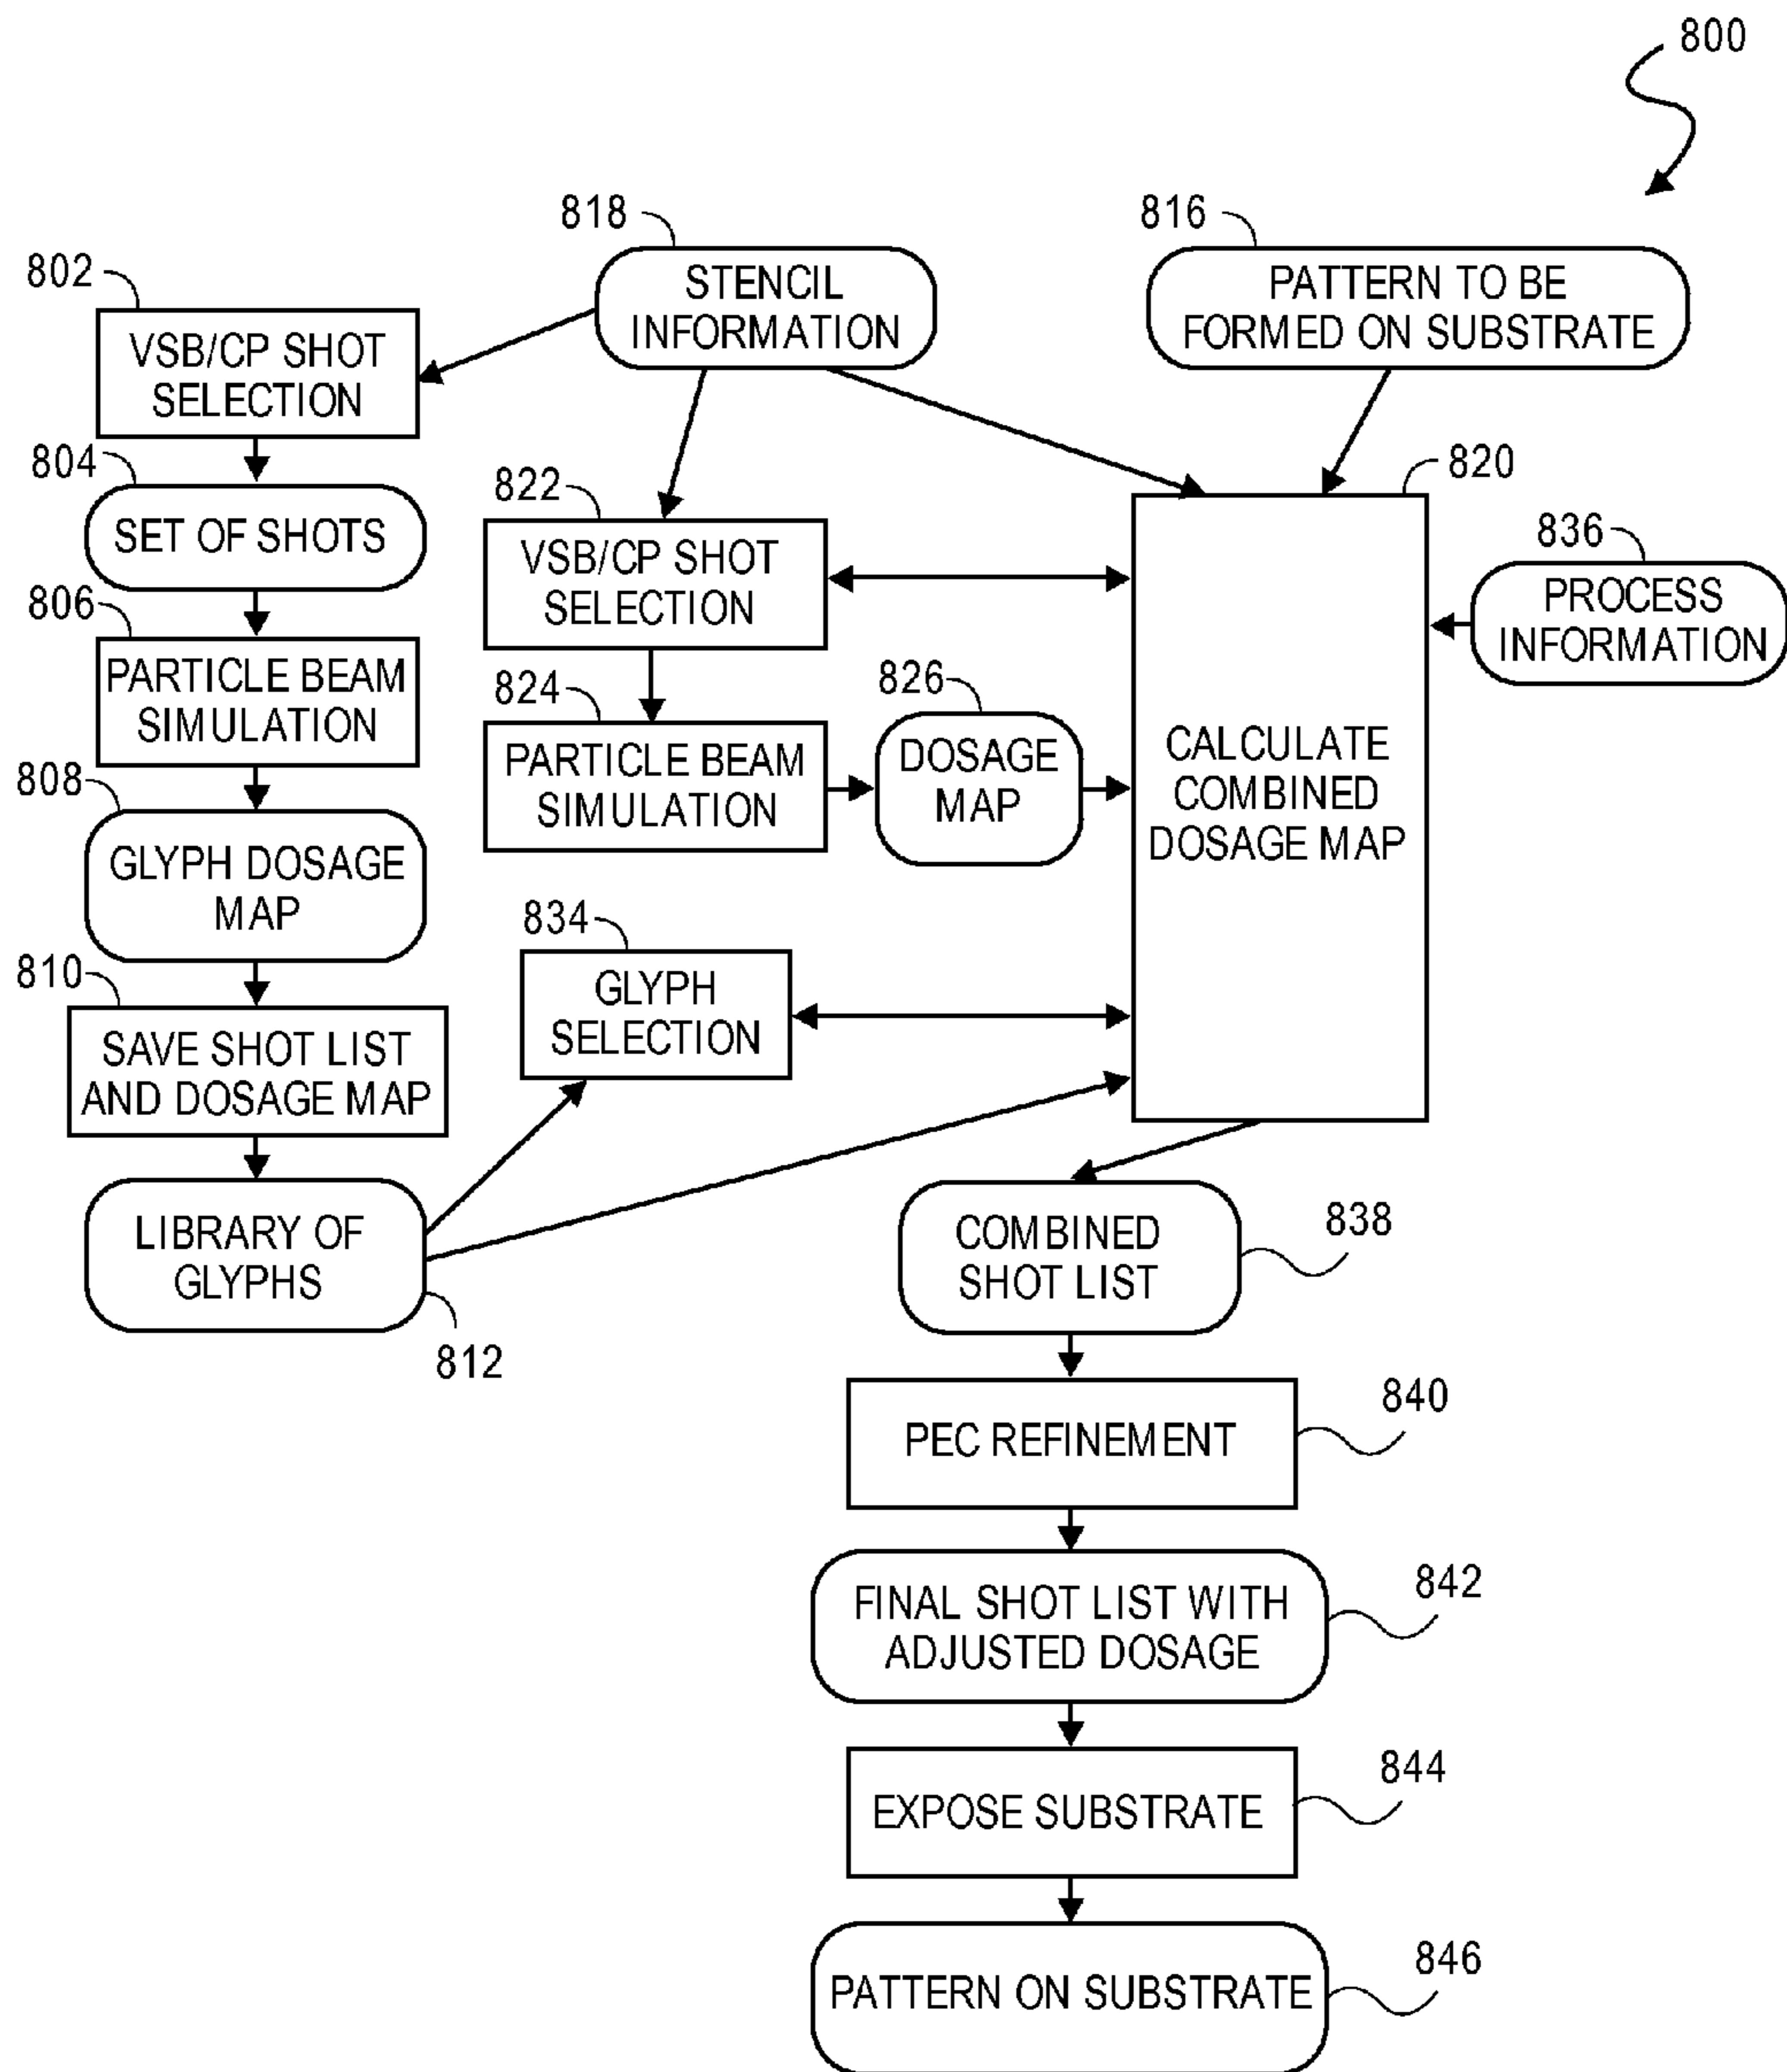 800
818
816
802
STENCIL
INFORMATION
PATTERN TO BE
FORMED ON SUBSTRATE
VSB/CP SHOT
SELECTION
804
822
820
SET OF SHOTS
VSB/CP SHOT
SELECTION
836
PROCESS
INFORMATION
806
PARTICLE BEAM
SIMULATION
824
826
PARTICLE BEAM
SIMULATION
DOSAGE
MAP
CALCULATE
COMBINED
DOSAGE MAP
808
GLYPH DOSAGE
MAP
834
GLYPH
SELECTION
810
SAVE SHOT LIST
AND DOSAGE MAP
LIBRARY OF
GLYPHS
812
COMBINED
SHOT LIST
838
PEC REFINEMENT
840
FINAL SHOT LIST WITH
ADJUSTED DOSAGE
842
EXPOSE SUBSTRATE
844
PATTERN ON SUBSTRATE
846